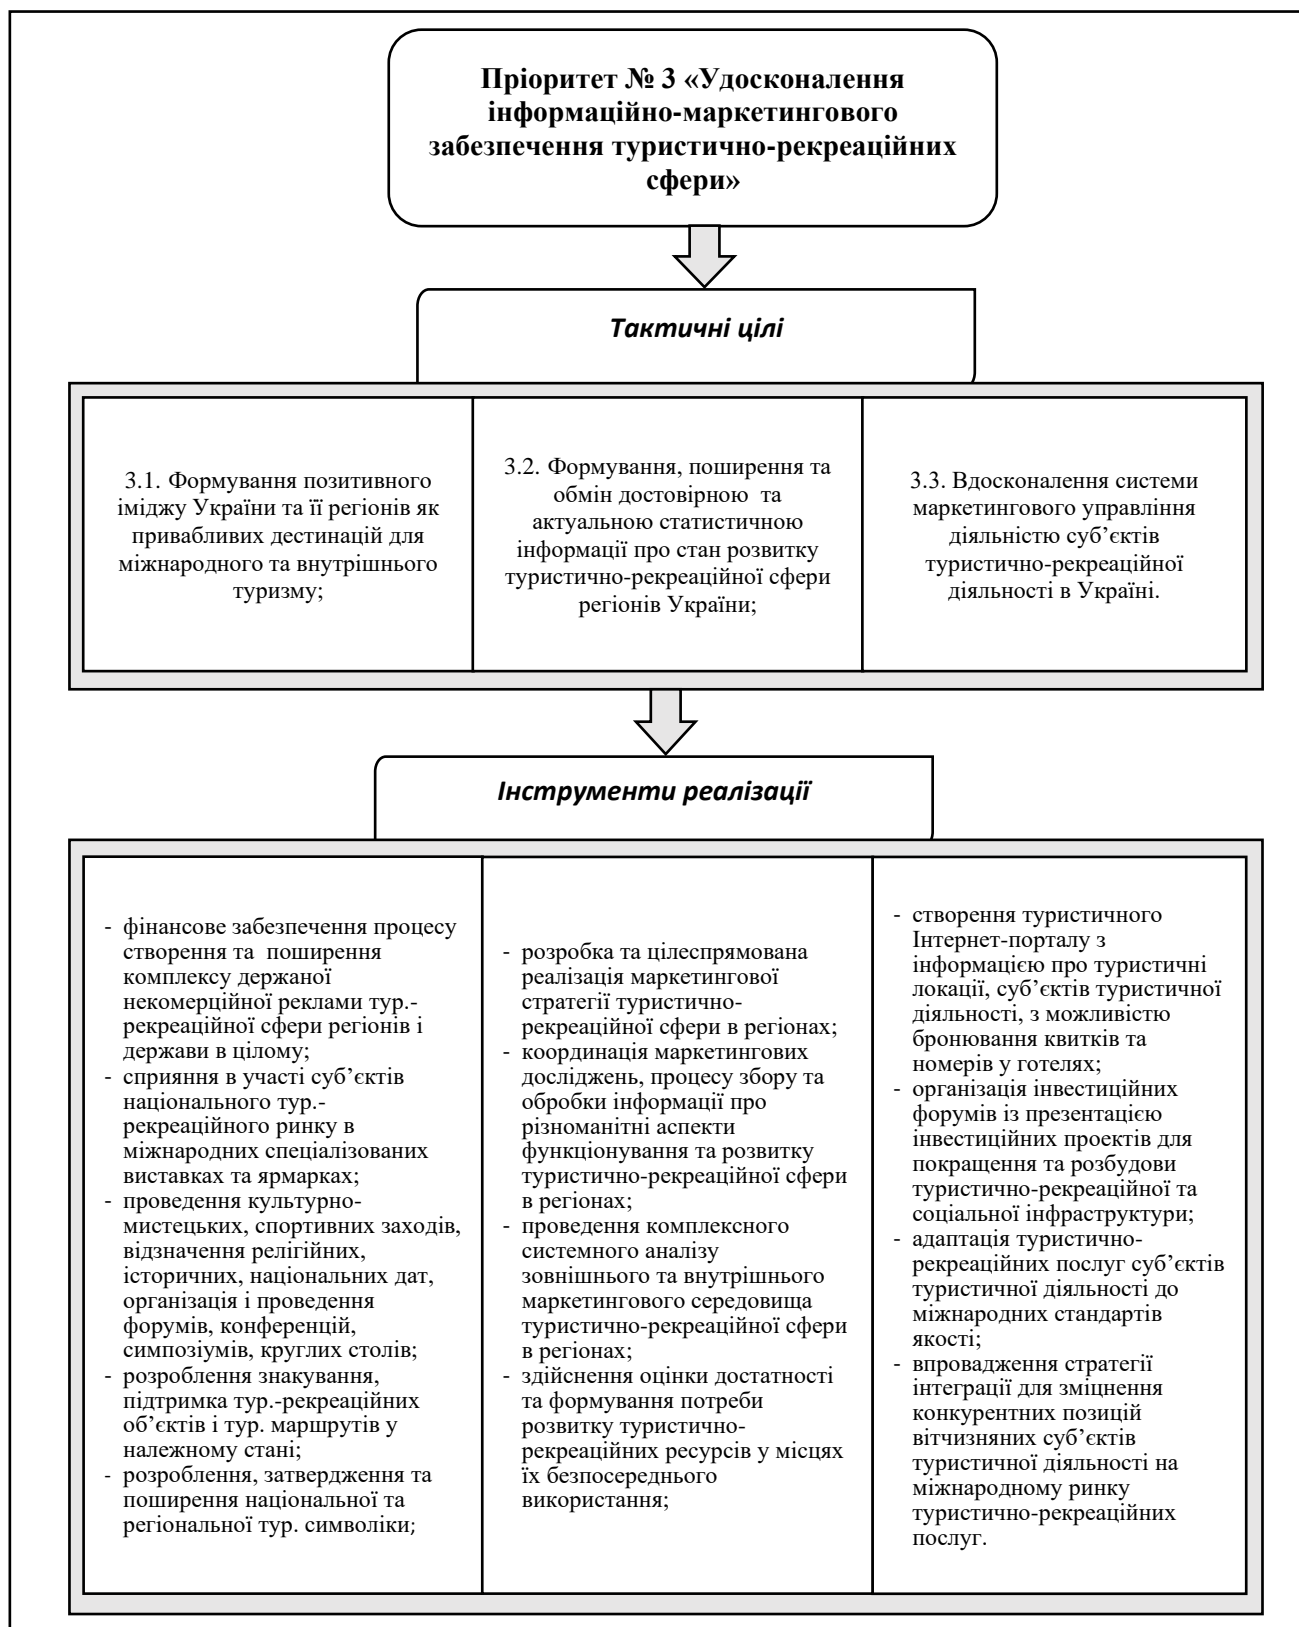 Пріоритет № 3 «Удосконалення
інформаційно-маркетингового
забезпечення туристично-рекреаційних
сфери»
Тактичні цілі
3.1. Формування позитивного
іміджу України та її регіонів як
привабливих дестинацій для
міжнародного та внутрішнього
туризму;
3.2. Формування, поширення та
обмін достовірною та
актуальною статистичною
інформації про стан розвитку
туристично-рекреаційної сфери
регіонів України;
3.3. Вдосконалення системи
маркетингового управління
діяльністю суб’єктів
туристично-рекреаційної
діяльності в Україні.
Інструменти реалізації
- фінансове забезпечення процесу
створення та поширення
комплексу держаної
некомерційної реклами тур.-
рекреаційної сфери регіонів і
держави в цілому;
- сприяння в участі суб’єктів
національного тур.-
рекреаційного ринку в
міжнародних спеціалізованих
виставках та ярмарках;
- проведення культурно-
мистецьких, спортивних заходів,
відзначення релігійних,
історичних, національних дат,
організація і проведення
форумів, конференцій,
симпозіумів, круглих столів;
- розроблення знакування,
підтримка тур.-рекреаційних
об’єктів і тур. маршрутів у
належному стані;
- розроблення, затвердження та
поширення національної та
регіональної тур. символіки;
- розробка та цілеспрямована
реалізація маркетингової
стратегії туристично-
рекреаційної сфери в регіонах;
- координація маркетингових
досліджень, процесу збору та
обробки інформації про
різноманітні аспекти
функціонування та розвитку
туристично-рекреаційної сфери
в регіонах;
- проведення комплексного
системного аналізу
зовнішнього та внутрішнього
маркетингового середовища
туристично-рекреаційної сфери
в регіонах;
- здійснення оцінки достатності
та формування потреби
розвитку туристично-
рекреаційних ресурсів у місцях
їх безпосереднього
використання;
- створення туристичного
Інтернет-порталу з
інформацією про туристичні
локації, суб’єктів туристичної
діяльності, з можливістю
бронювання квитків та
номерів у готелях;
- організація інвестиційних
форумів із презентацією
інвестиційних проектів для
покращення та розбудови
туристично-рекреаційної та
соціальної інфраструктури;
- адаптація туристично-
рекреаційних послуг суб’єктів
туристичної діяльності до
міжнародних стандартів
якості;
- впровадження стратегії
інтеграції для зміцнення
конкурентних позицій
вітчизняних суб’єктів
туристичної діяльності на
міжнародному ринку
туристично-рекреаційних
послуг.